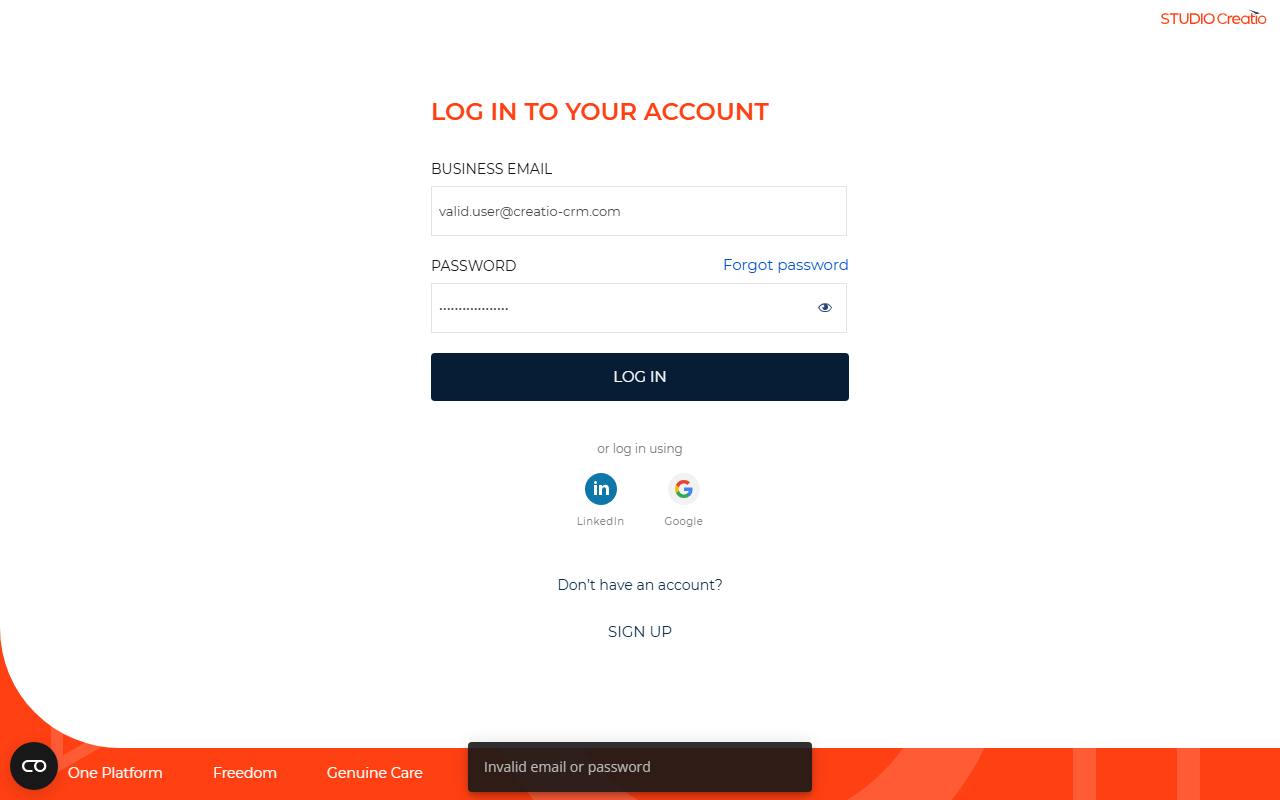 STUDIO Creatio
LOG IN TO YOUR ACCOUNT
BUSINESS EMAIL
valid.user@creatio-crm.com
PASSWORD
Forgot password
••••••••••••••••••
LOG IN
or log in using
in
LinkedIn
Google
Don't have an account?
SIGN UP
One Platform
Freedom
Genuine Care
Invalid email or password